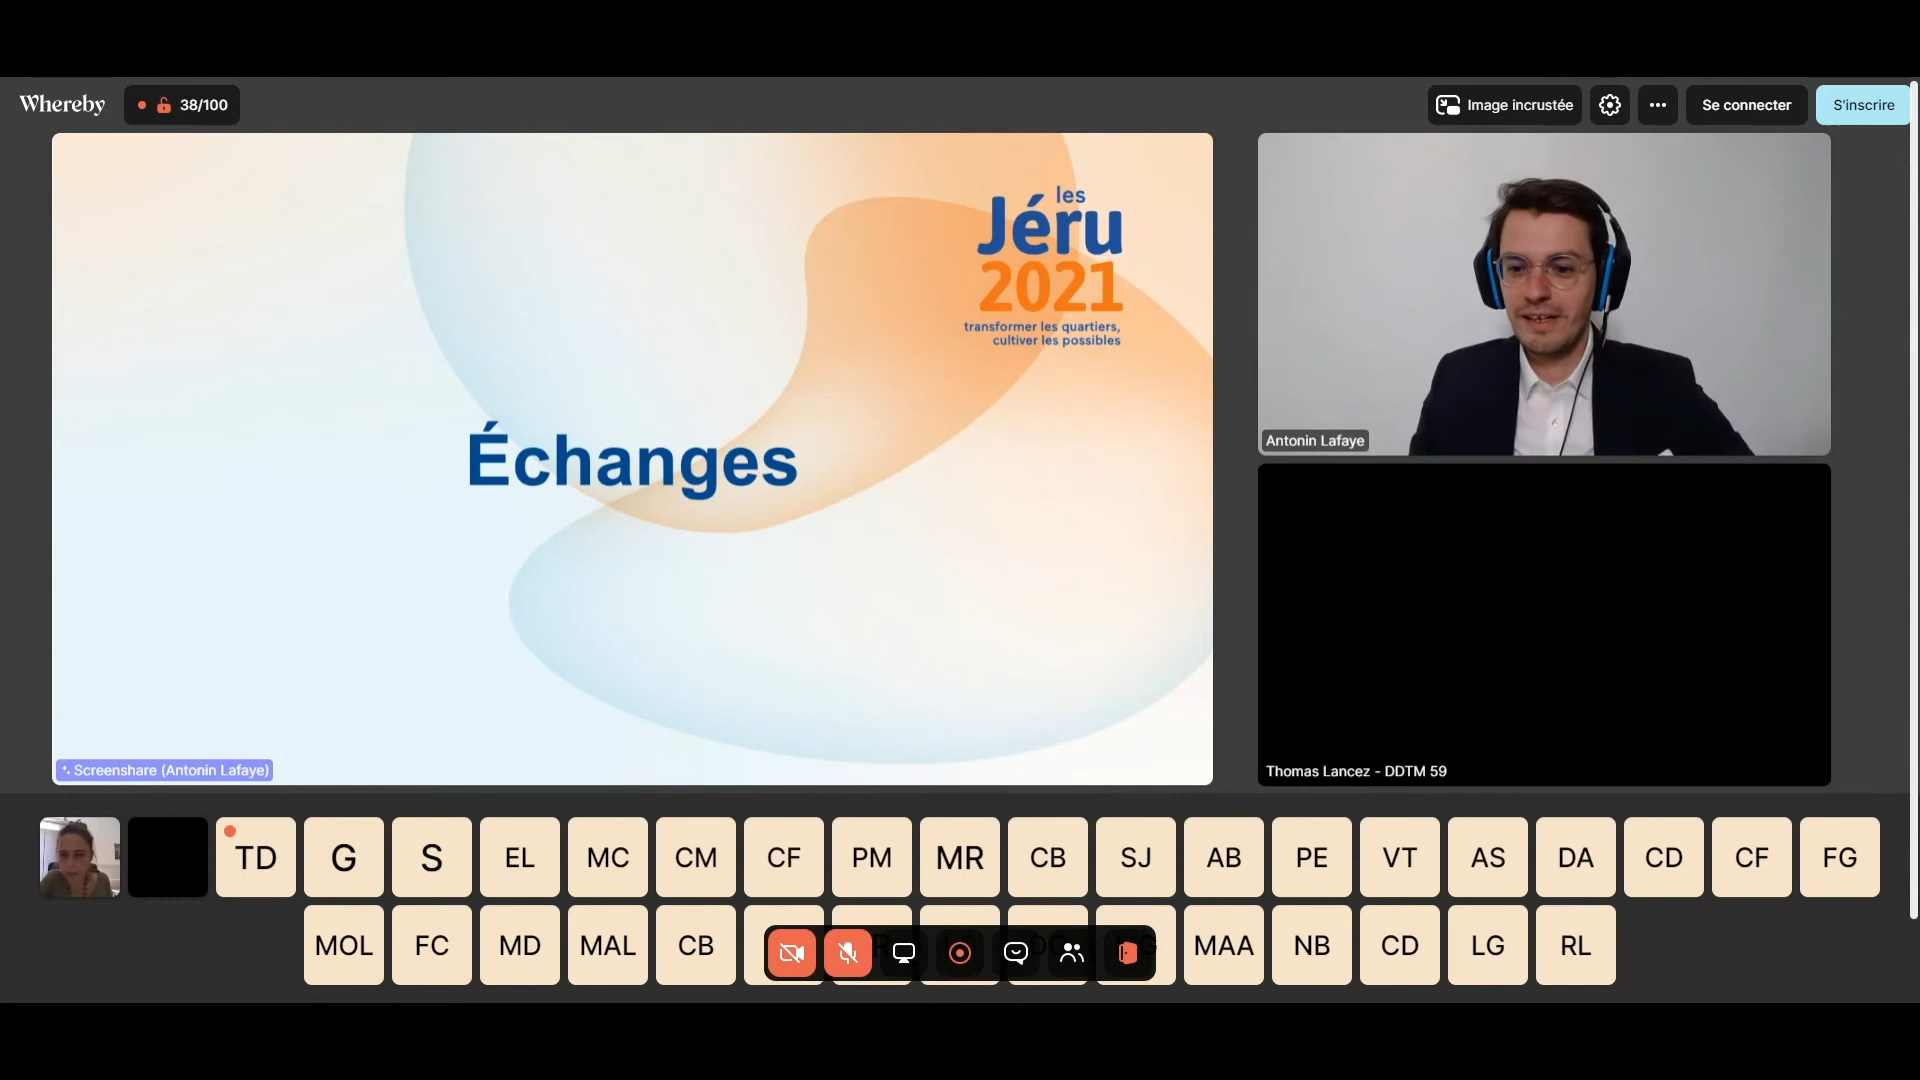 Whereby
38/100
Image incrustée
Se connecter
S'inscrire
les
Jéru
2021
transformer les quartiers,
cultiver les possibles
Échanges
Screenshare (Antonin Lafaye)
Antonin Lafaye
Thomas Lancez - DDTM 59
TD G S EL MC CM CF PM MR CB SJ AB PE VT AS DA CD CF FG
MOL FC MD MAL CB MAA NB CD LG RL